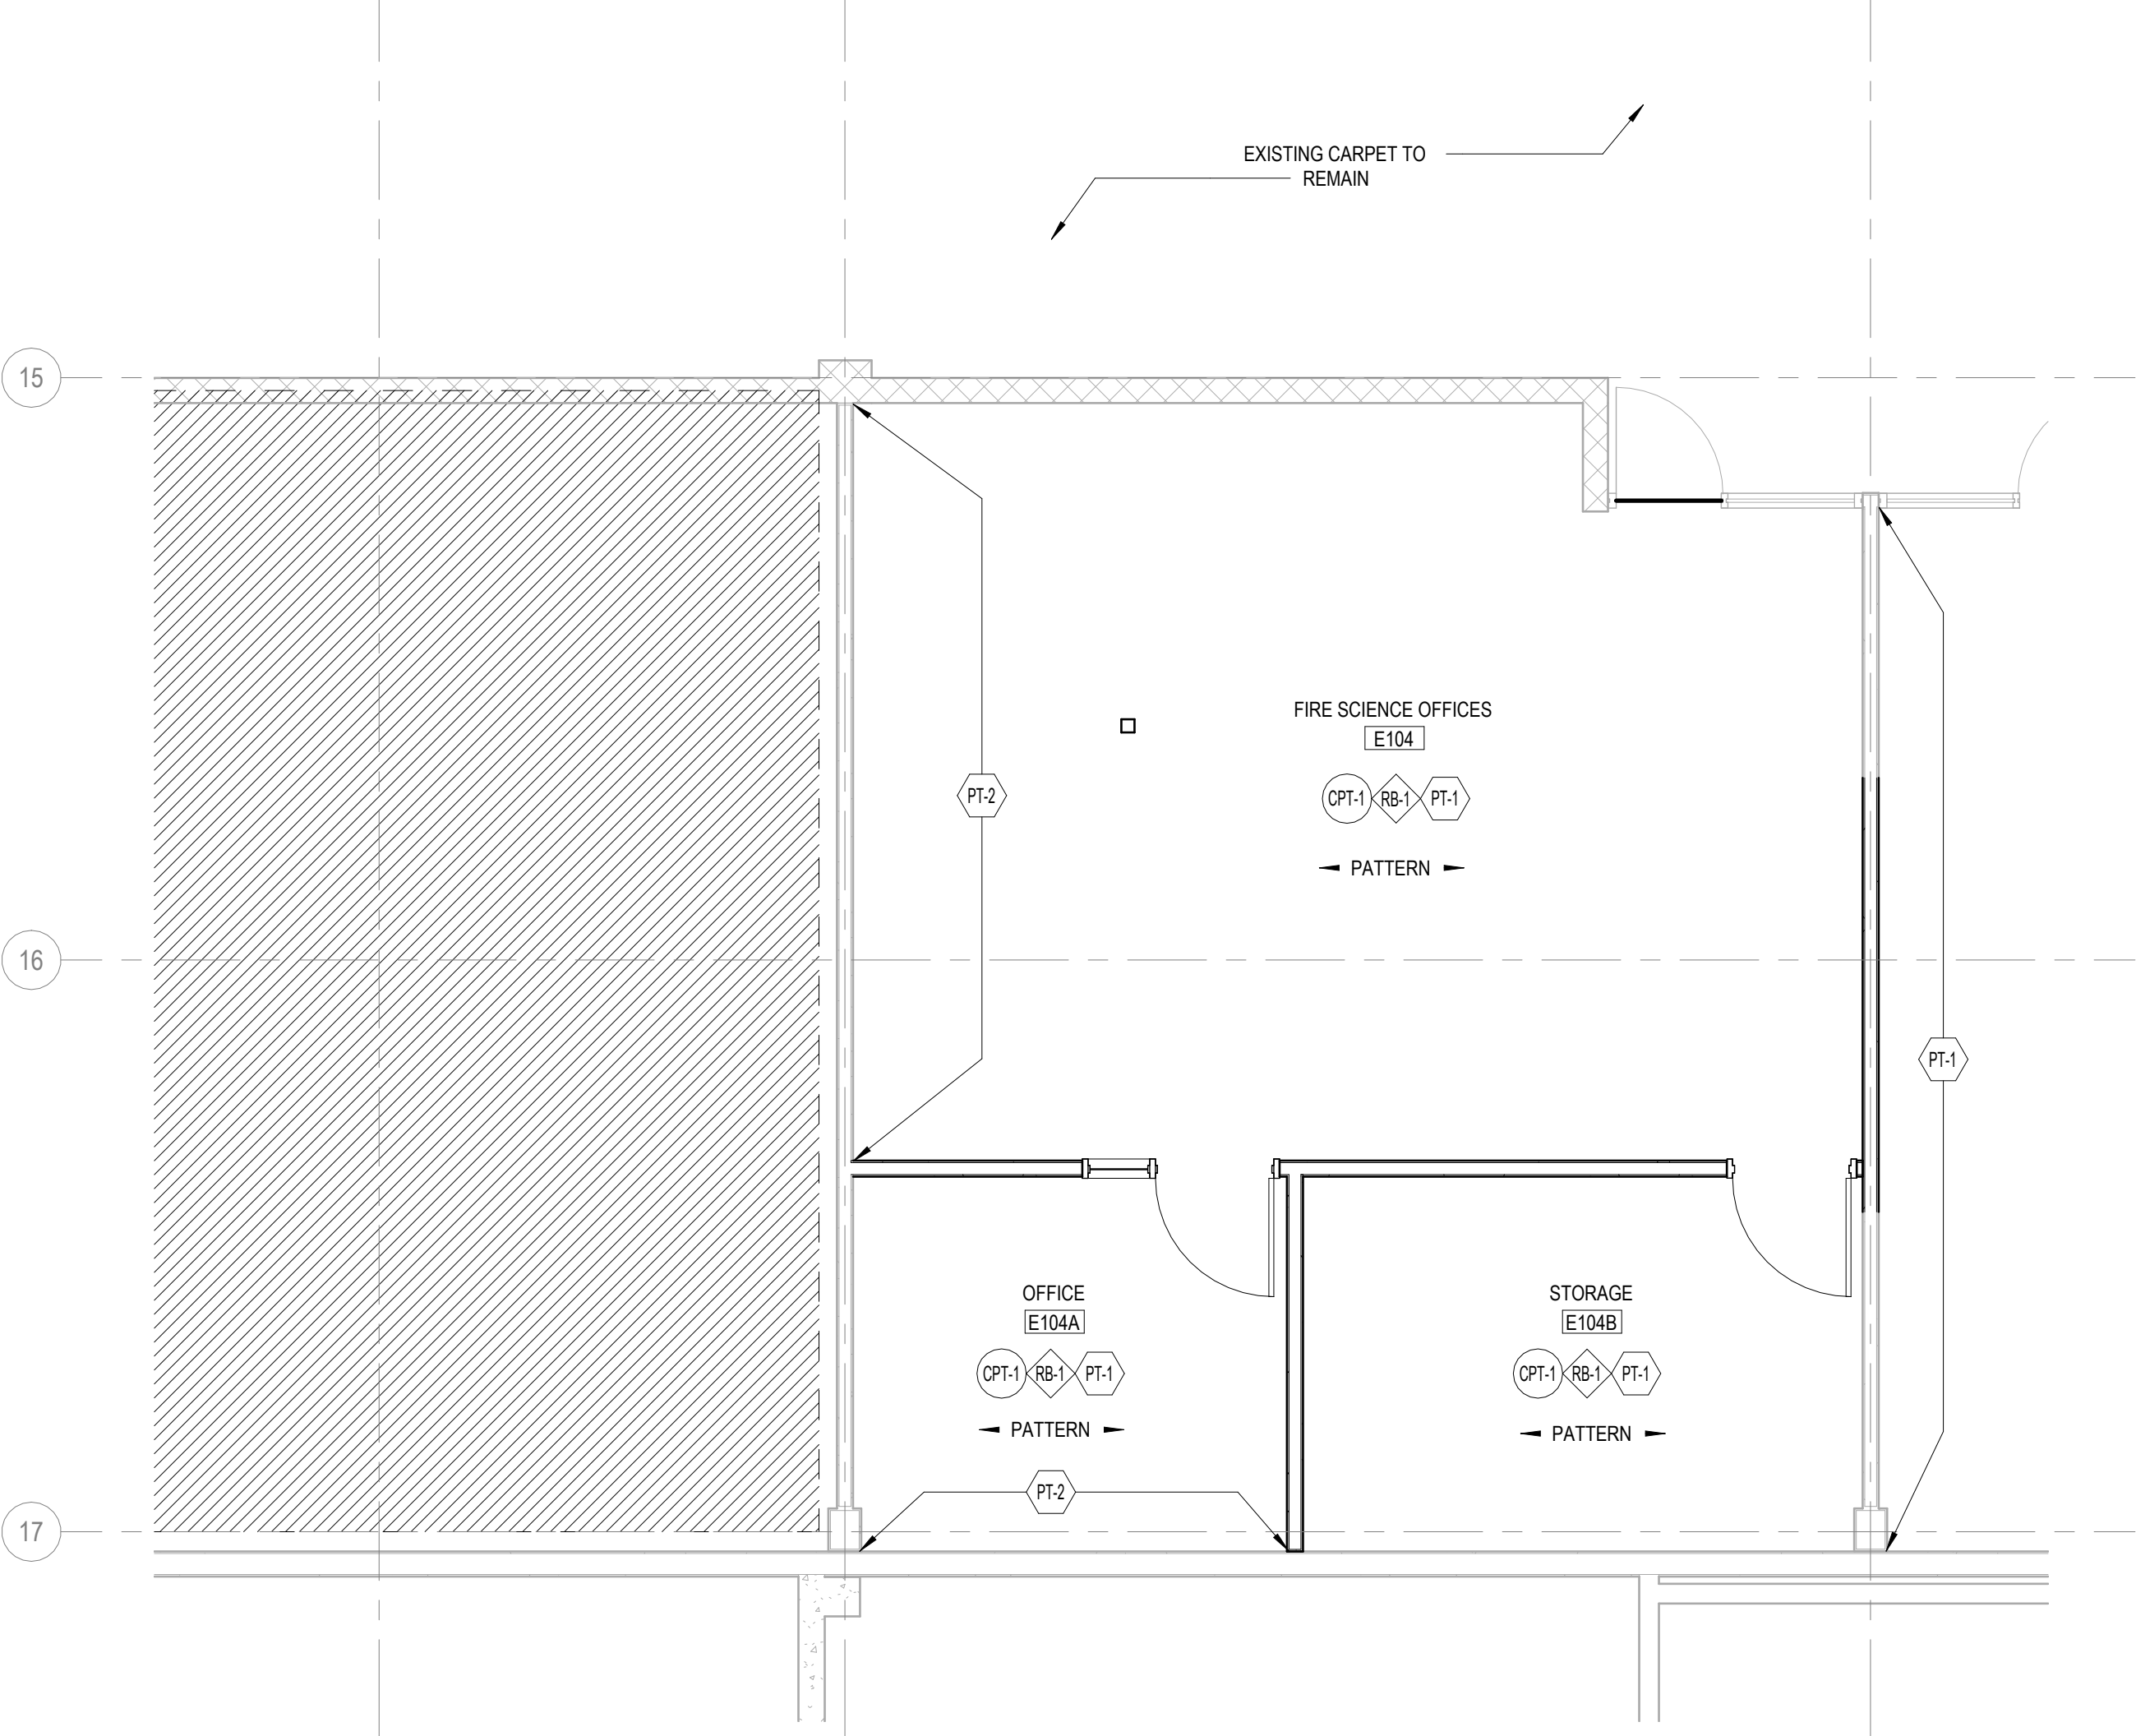 EXISTING CARPET TO
REMAIN
15
FIRE SCIENCE OFFICES
E104
PT-2
CPT-1 RB-1 PT-1
PATTERN
16
PT-1
OFFICE
E104A
CPT-1 RB-1 PT-1
PATTERN
STORAGE
E104B
CPT-1 RB-1 PT-1
PATTERN
PT-2
17